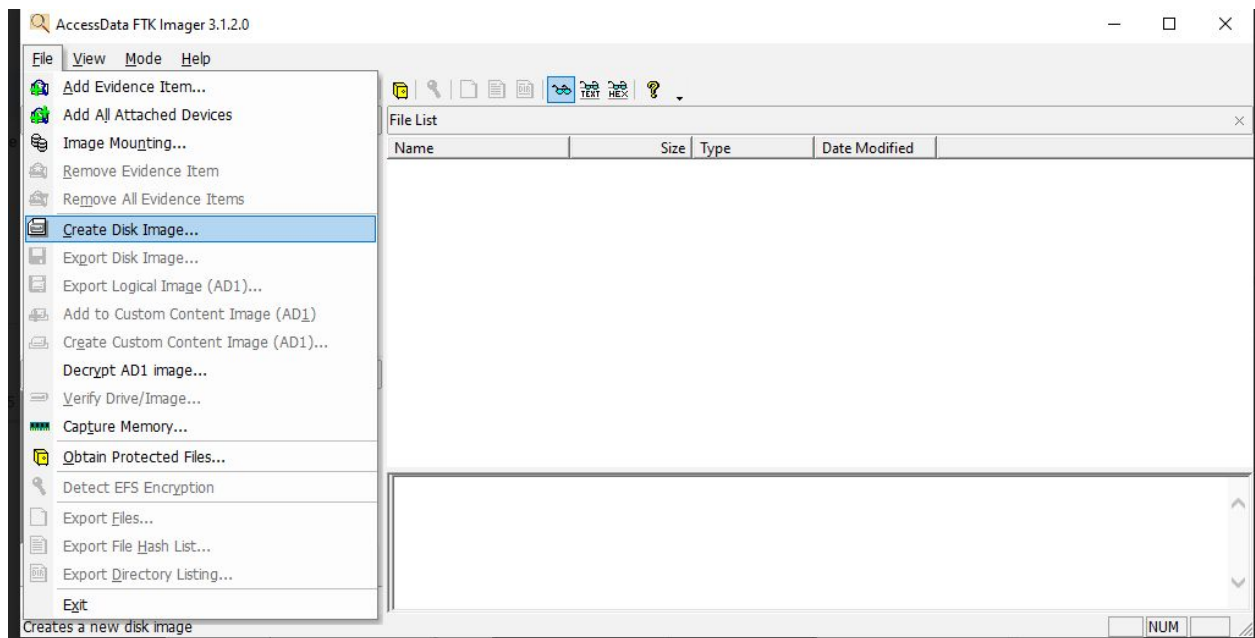 AccessData FTK Imager 3.1.2.0
File View Mode Help
Add Evidence Item...
Add All Attached Devices
Image Mounting...
Remove Evidence Item
Remove All Evidence Items
Create Disk Image...
Export Disk Image...
Export Logical Image (AD1)...
Add to Custom Content Image (AD1)
Create Custom Content Image (AD1)...
Decrypt AD1 image...
Verify Drive/Image...
Capture Memory...
Obtain Protected Files...
Detect EFS Encryption
Export Files...
Export File Hash List...
Export Directory Listing...
Exit
TEXT HEX
File List
Name Size Type Date Modified
Creates a new disk image
NUM